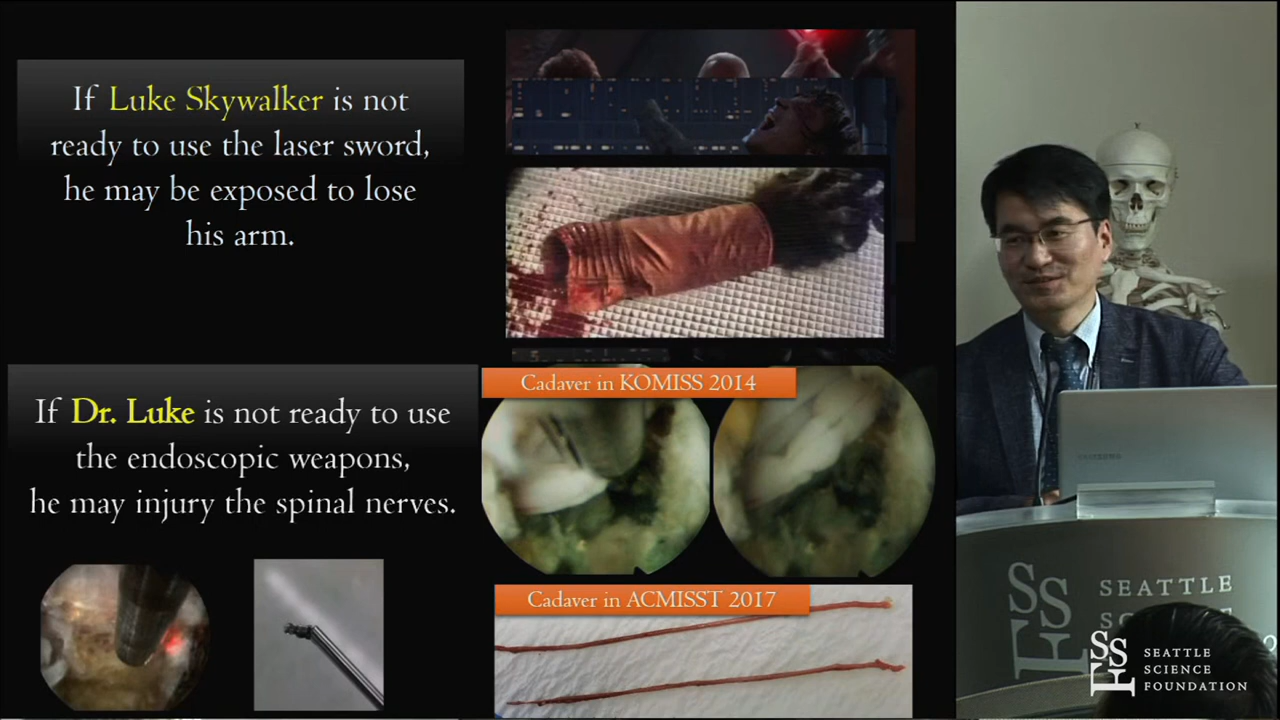 If Luke Skywalker is not
ready to use the laser sword,
he may be exposed to lose
his arm.
If Dr. Luke is not ready to use
the endoscopic weapons,
he may injury the spinal nerves.
Cadaver in KOMISS 2014
Cadaver in ACMISST 2017
SAMSUNG
SSF
SEATTLE
SSF
SEATTLE
SCIENCE
FOUNDATION